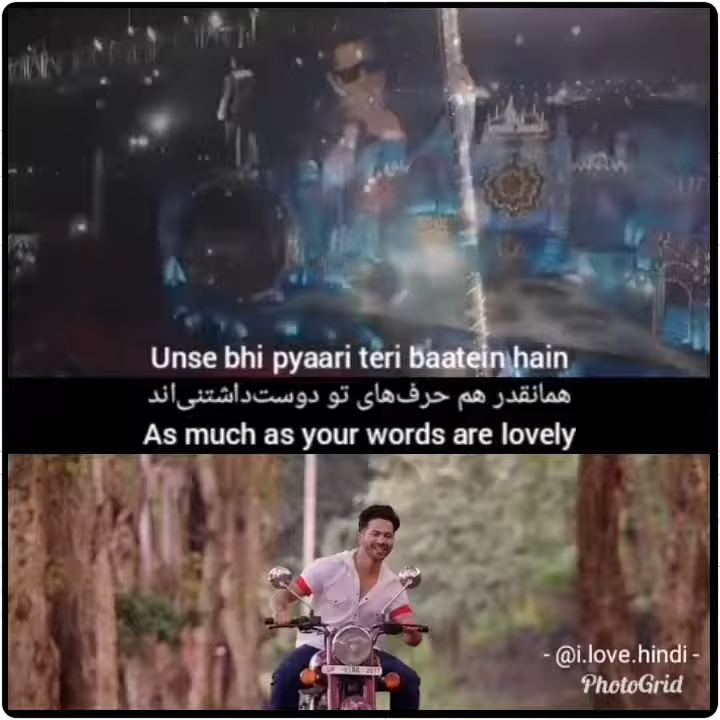 Unse bhi pyaari teri baatein hain
همانقدر هم حرف‌های تو دوست‌داشتنی‌اند
As much as your words are lovely
- @i.love.hindi -
PhotoGrid